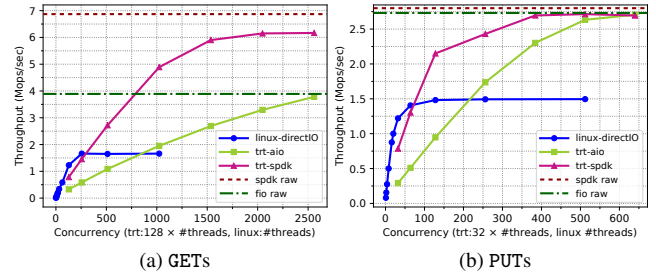 Throughput (Mops/sec)
7
6
5
4
3
2
1
0
0 500 1000 1500 2000 2500
Concurrency (trt:128 × #threads, linux:#threads)
linux-directIO
trt-aio
trt-spdk
spdk raw
fio raw
(a) GETs
Throughput (Mops/sec)
2.5
2.0
1.5
1.0
0.5
0.0
0 100 200 300 400 500 600
Concurrency (trt:32 × #threads, linux #threads)
linux-directIO
trt-aio
trt-spdk
spdk raw
fio raw
(b) PUTs